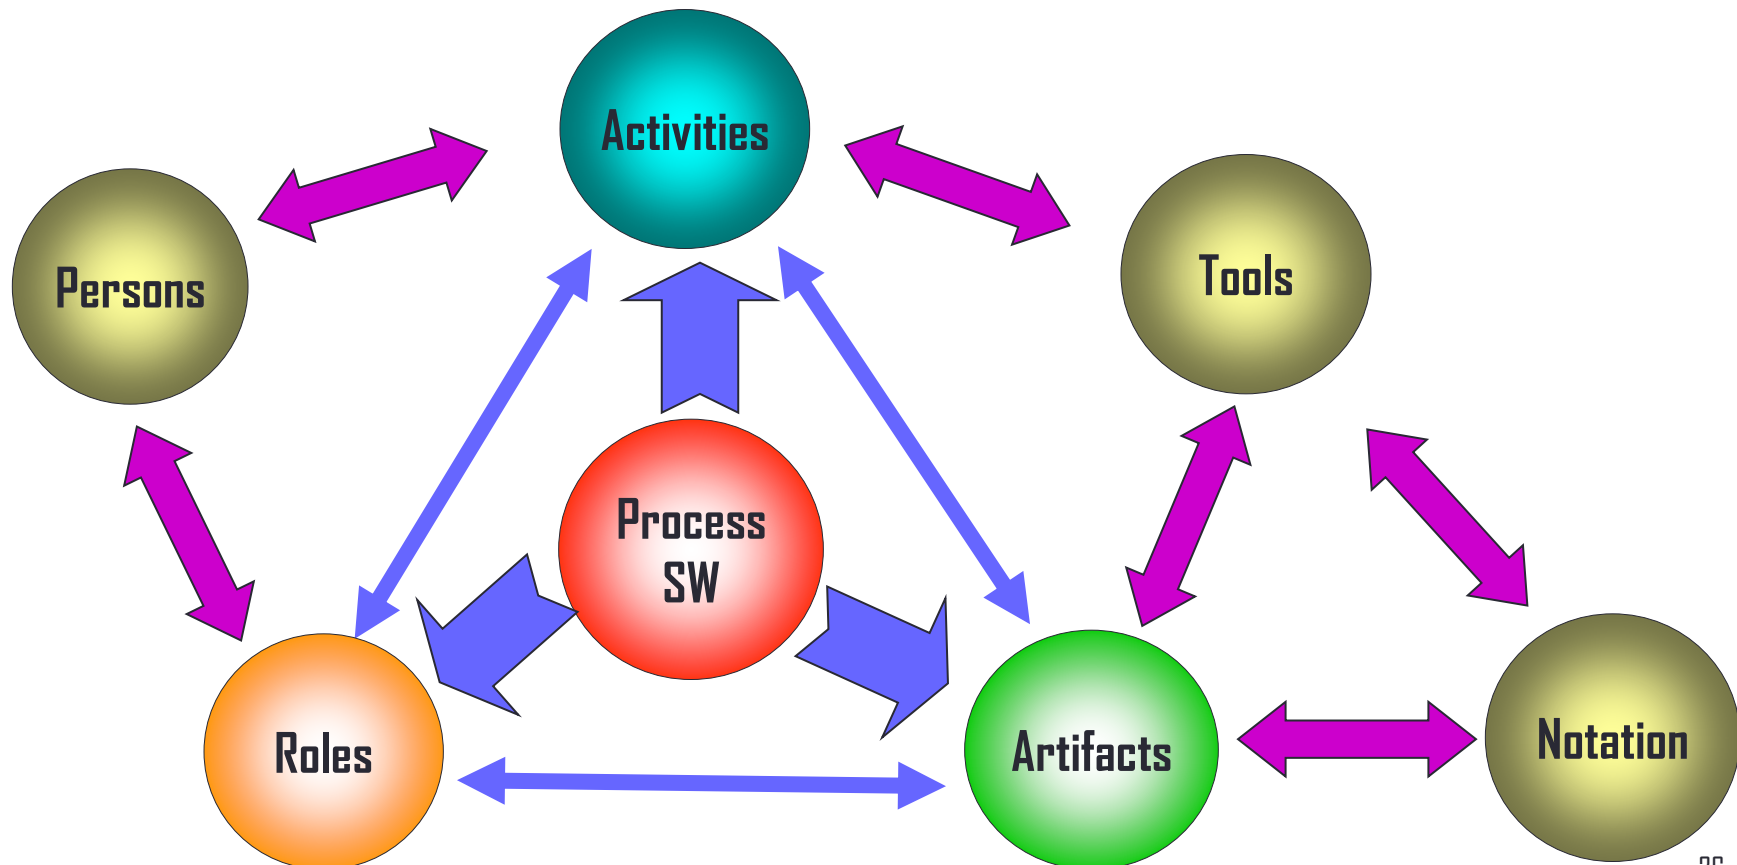 Activities
Persons
Tools
Process
SW
Roles
Artifacts
Notation